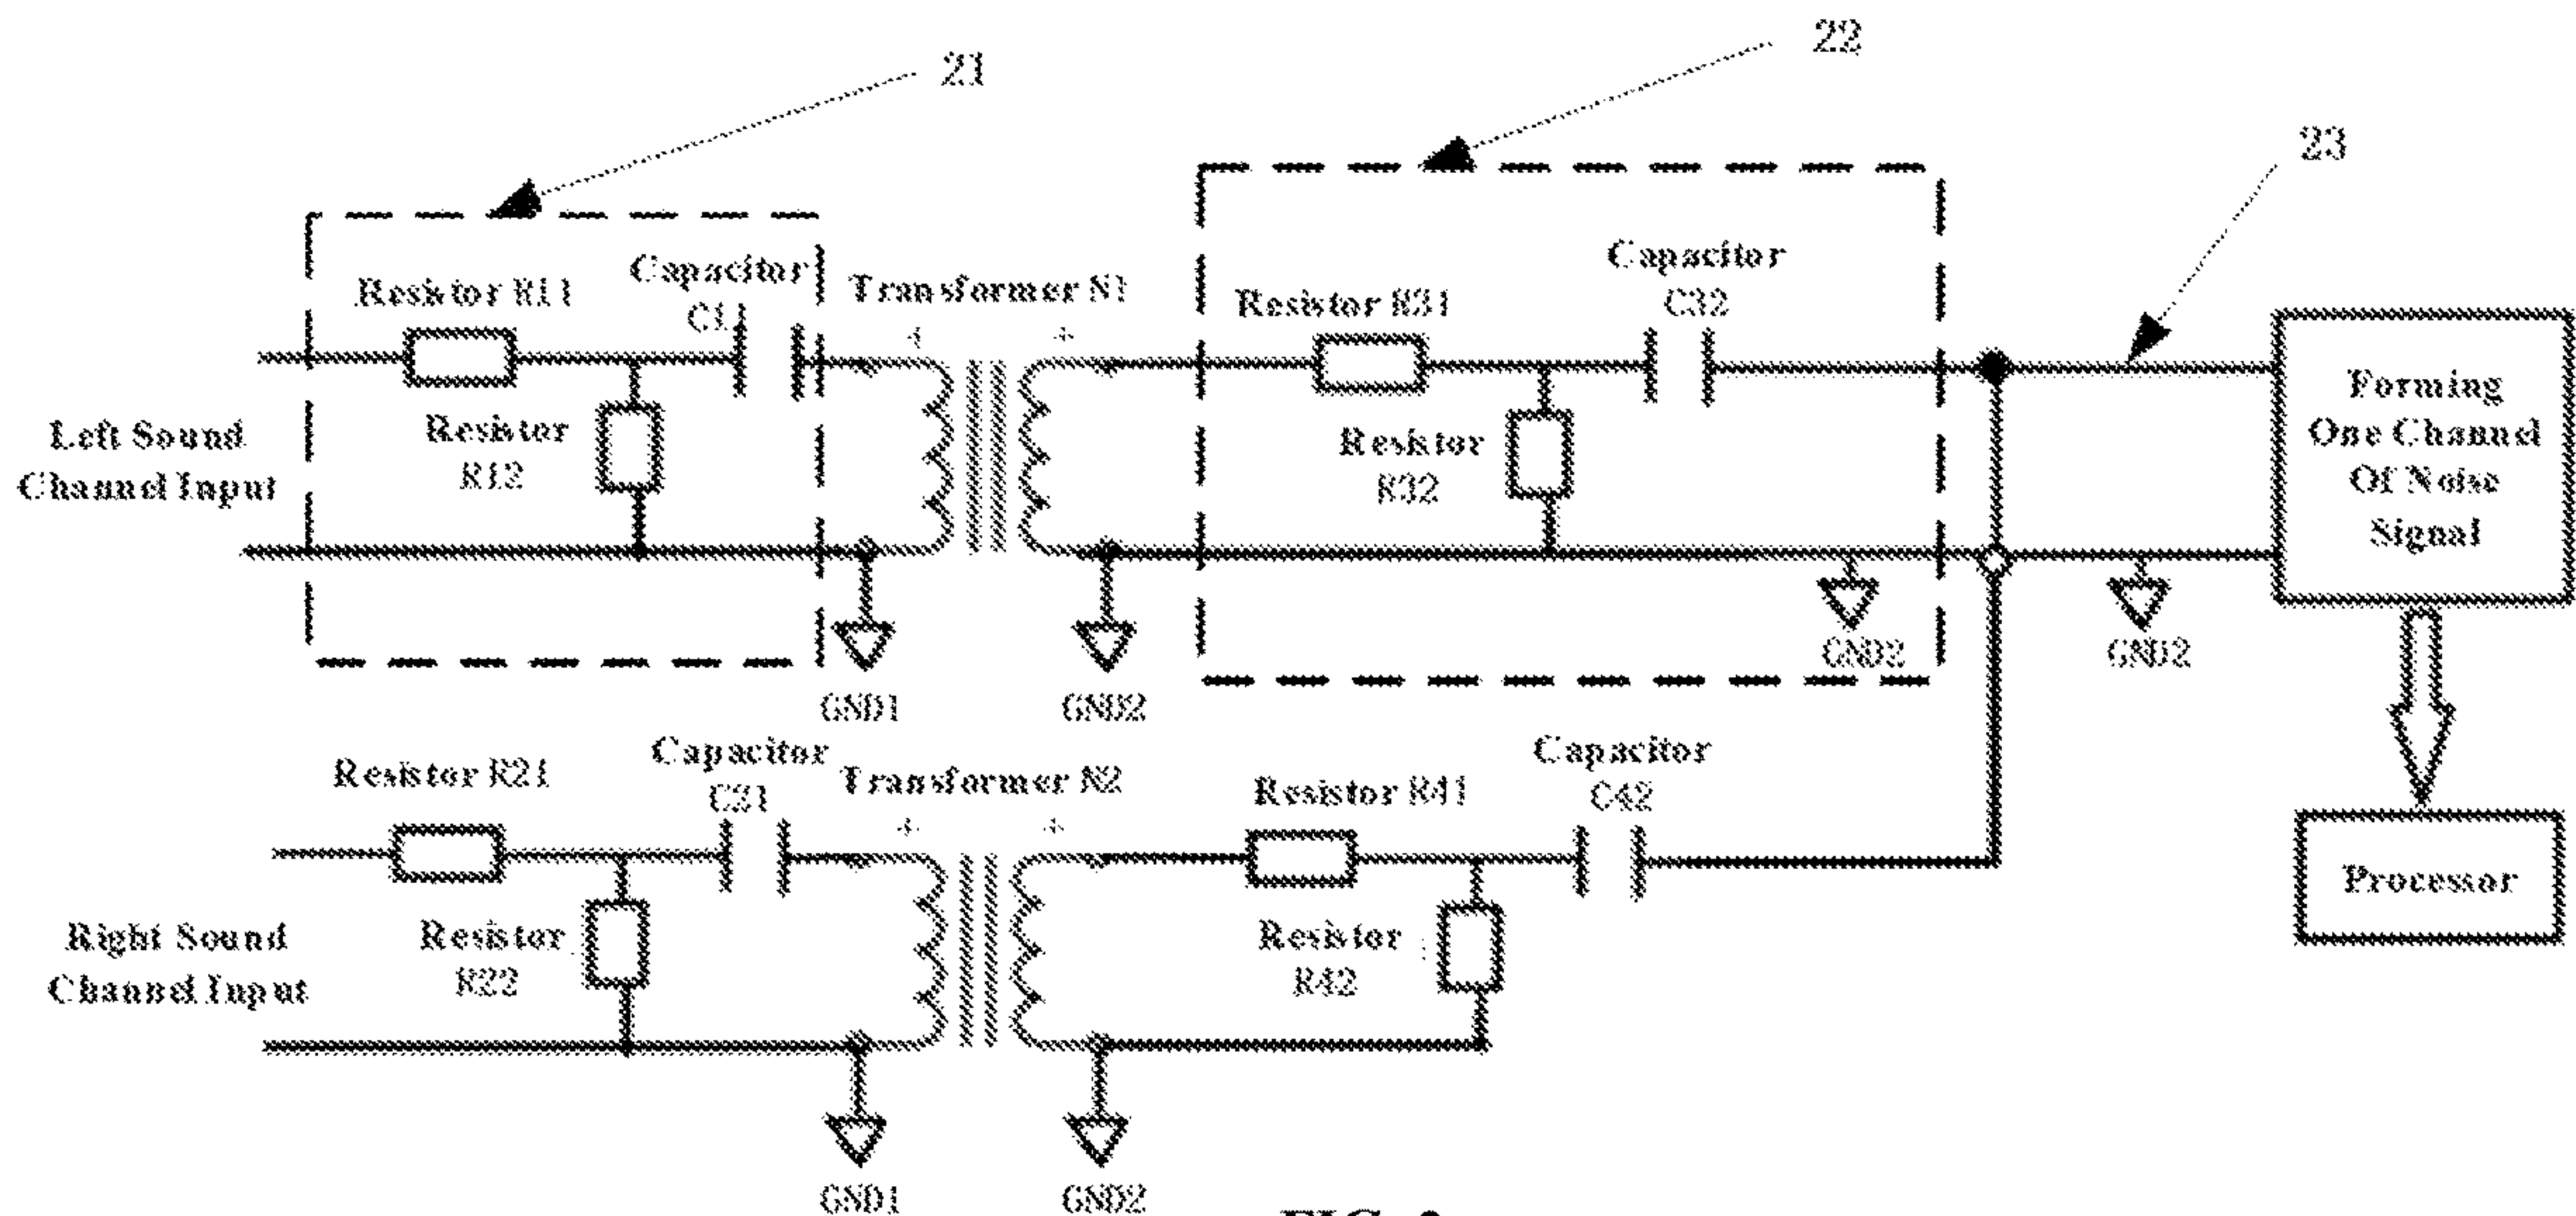 21
22
23
Resistor R11
Capacitor
Transformer N1
Resistor R31
Capacitor
C32
Left Sound
Channel Input
Resistor
R12
Resistor
R32
Forming
One Channel
Of Noise
Signal
GND1
GND2
GND2
GND2
Resistor R21
Capacitor
C21
Transformer N2
Resistor R41
Capacitor
C42
Right Sound
Channel Input
Resistor
R22
Resistor
R42
Processor
GND1
GND2